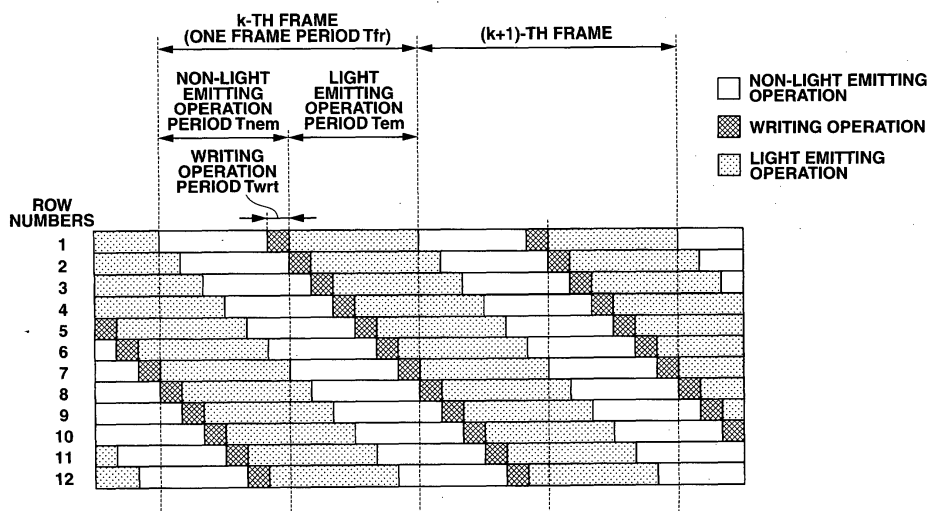 k-TH FRAME
(ONE FRAME PERIOD Tfr)
(k+1)-TH FRAME
NON-LIGHT
EMITTING
OPERATION
PERIOD Tnem
LIGHT
EMITTING
OPERATION
PERIOD Tem
WRITING
OPERATION
PERIOD Twrt
NON-LIGHT EMITTING
OPERATION
WRITING OPERATION
LIGHT EMITTING
OPERATION
ROW
NUMBERS
1
2
3
4
5
6
7
8
9
10
11
12